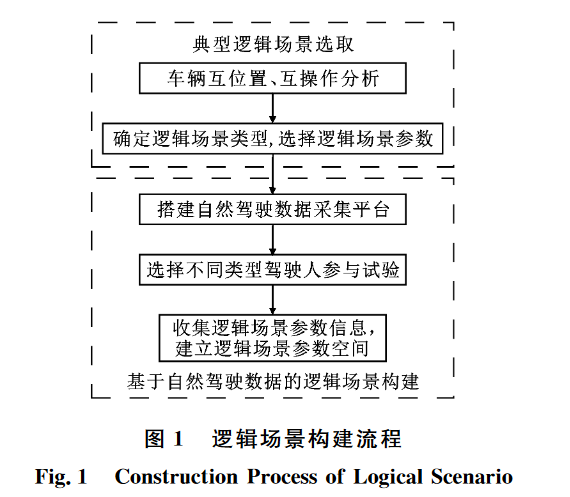 典型逻辑场景选取
车辆互位置、互操作分析
确定逻辑场景类型,选择逻辑场景参数
搭建自然驾驶数据采集平台
选择不同类型驾驶人参与试验
收集逻辑场景参数信息,
建立逻辑场景参数空间
基于自然驾驶数据的逻辑场景构建
图 1 逻辑场景构建流程
Fig. 1 Construction Process of Logical Scenario